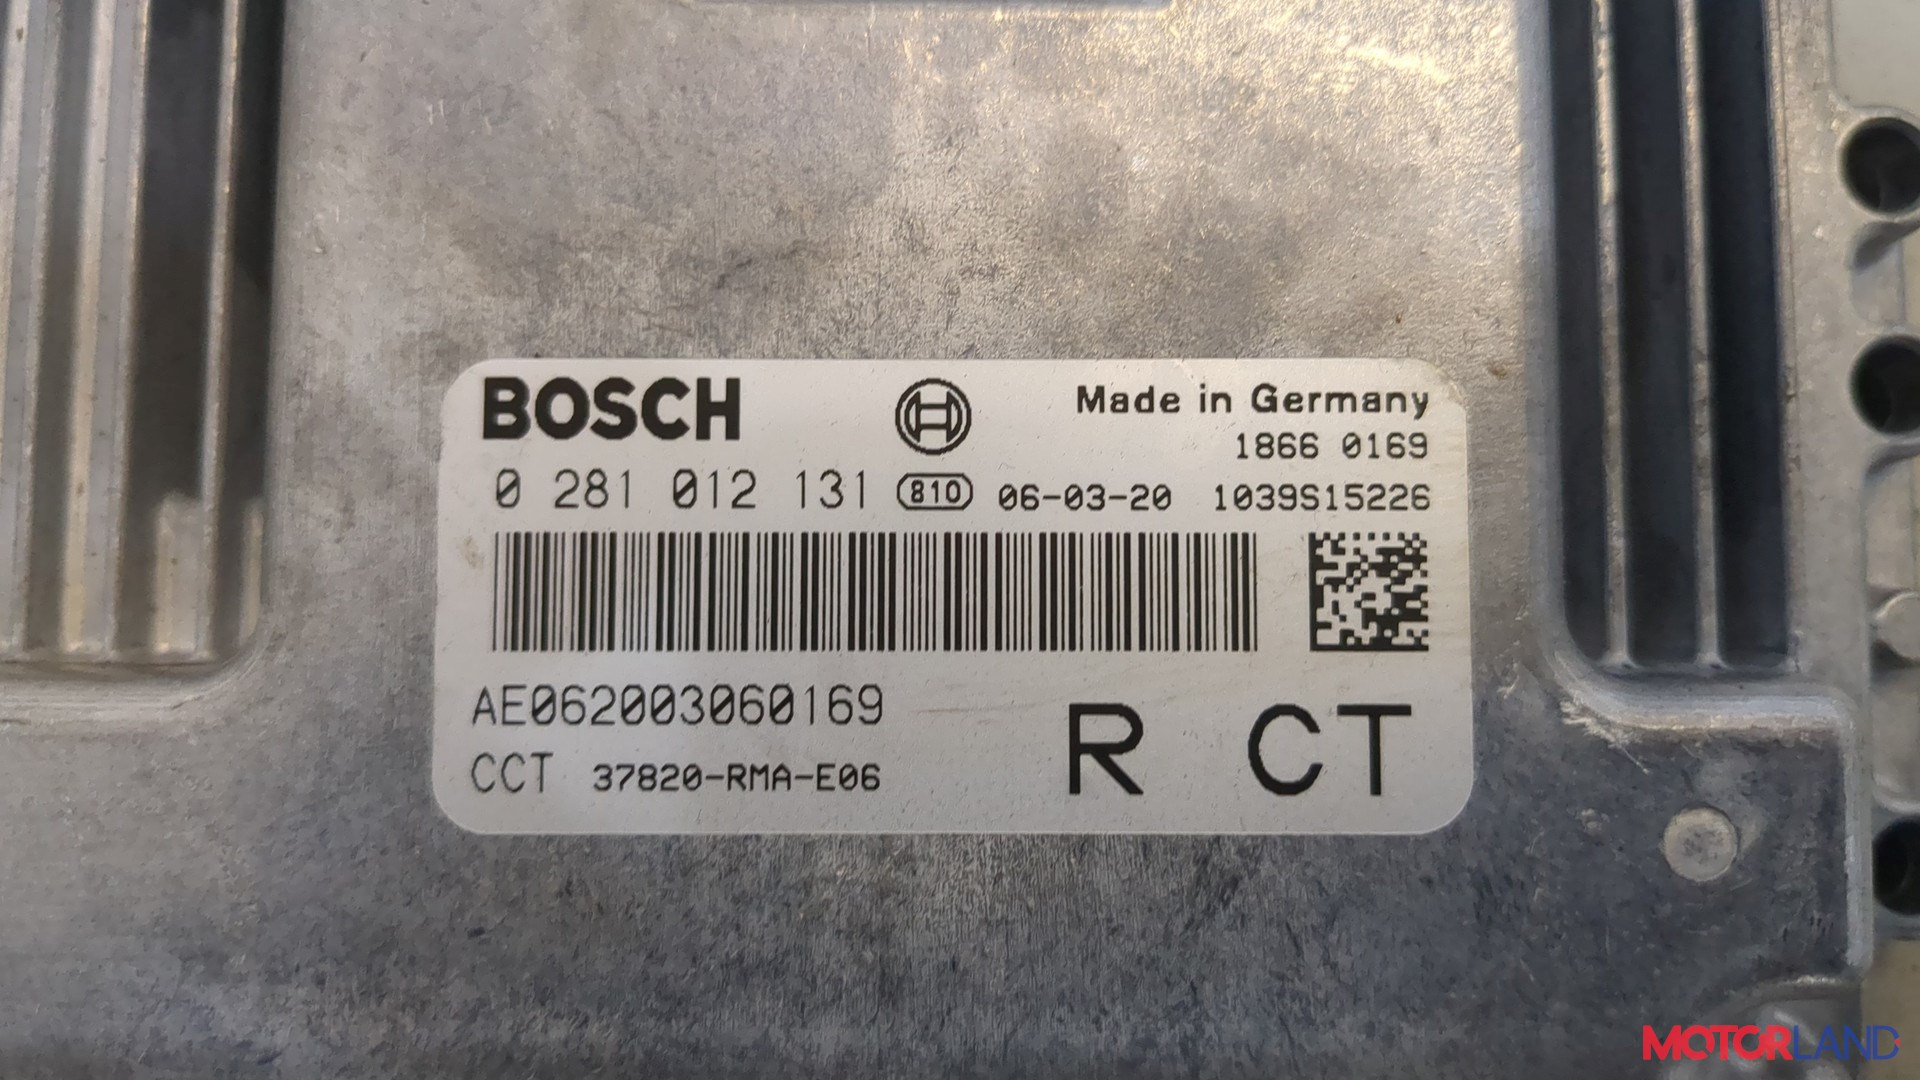 BOSCH
Made in Germany
1866 0169
0 281 012 131 810 06-03-20 1039S15226
AE062003060169
CCT 37820-RMA-E06
R CT
MOTORLAND